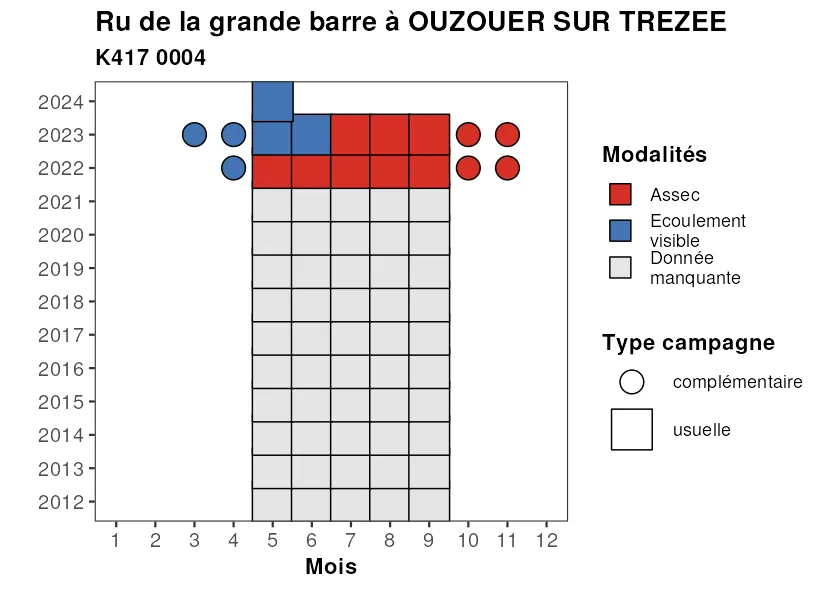 Ru de la grande barre à OUZOUER SUR TREZEE
K417 0004
2024
2023
2022
2021
2020
2019
2018
2017
2016
2015
2014
2013
2012
1 2 3 4 5 6 7 8 9 10 11 12
Mois
Modalités
Assec
Ecoulement
visible
Donnée
manquante
Type campagne
complémentaire
usuelle